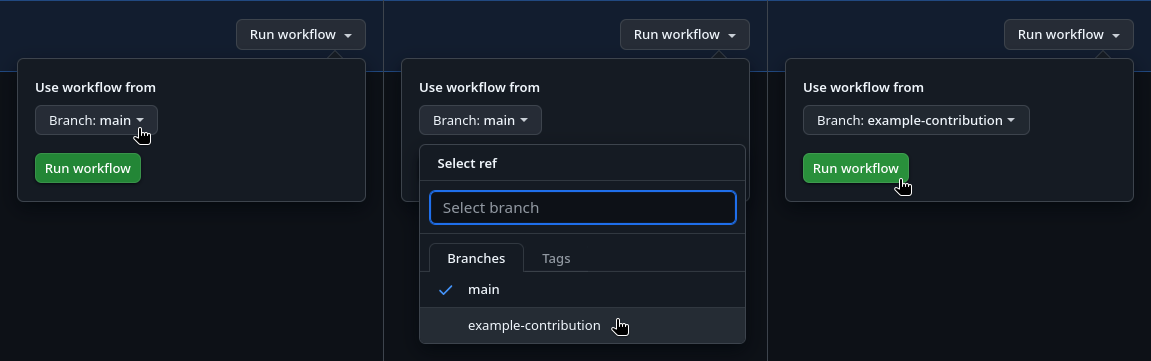 Run workflow
Use workflow from
Branch: main
Run workflow
Run workflow
Use workflow from
Branch: main
Select ref
Select branch
Branches Tags
main
example-contribution
Run workflow
Use workflow from
Branch: example-contribution
Run workflow